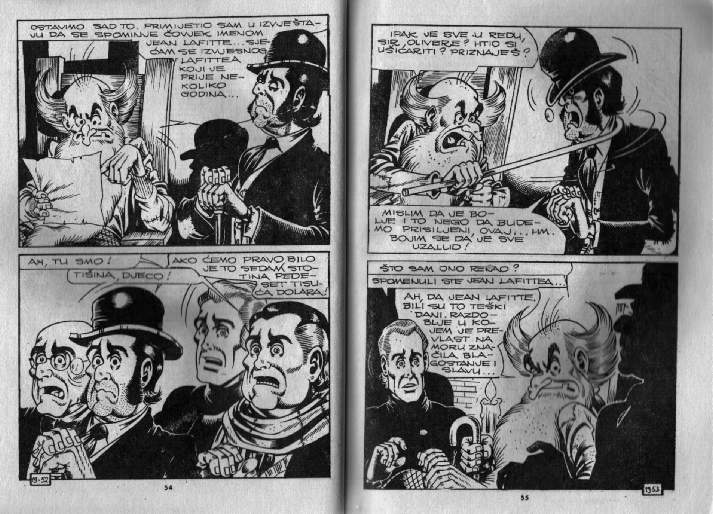 OSTAVIMO SAD TO. PRIMIJETIO SAM U IZVJEŠTA-
JU DA SE SPOMINJE ČOVJEK IMENOM
JEAN LAFITTE... SJE-
ĆAM SE IZVJESNOG
LAFITTEA
KOJI JE
PRIJE NE-
KOLIKO
GODINA...
AH, TU SMO!
TIŠINA, DJECO!
AKO ĆEMO PRAVO BILO
JE TO SEDAM STO-
TINA PEDE-
SET TISU-
ĆA DOLARA!
54
IPAK JE SVE U REDU,
SIR OLIVERE? HTIO SI
UŠIĆARITI? PRIZNAJEŠ?
MISLIM DA JE BO-
LJE I TO NEGO DA BUDE-
MO PRISILJENI, OVAJ... HM.
BOJIM SE DA JE SVE
UZALUD!
ŠTO SAM ONO REKAO?
SPOMENULI STE JEAN LAFITTEA...
AH, DA JEAN LAFITTE,
BILI SU TO TEŠKI
DANI. RAZDO-
BLJE U KO-
JEM JE PRE-
VLAST NA
MORU ZNA-
ČILA BLA-
GOSTANJE I
SLAVU...
55